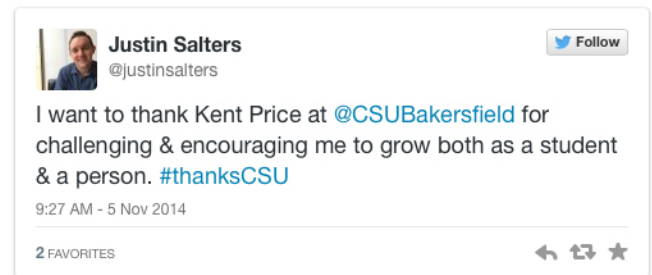 Justin Salters
Follow
@justinsalters
I want to thank Kent Price at @CSUBakersfield for
challenging & encouraging me to grow both as a student
& a person. #thanksCSU
9:27 AM - 5 Nov 2014
2 FAVORITES